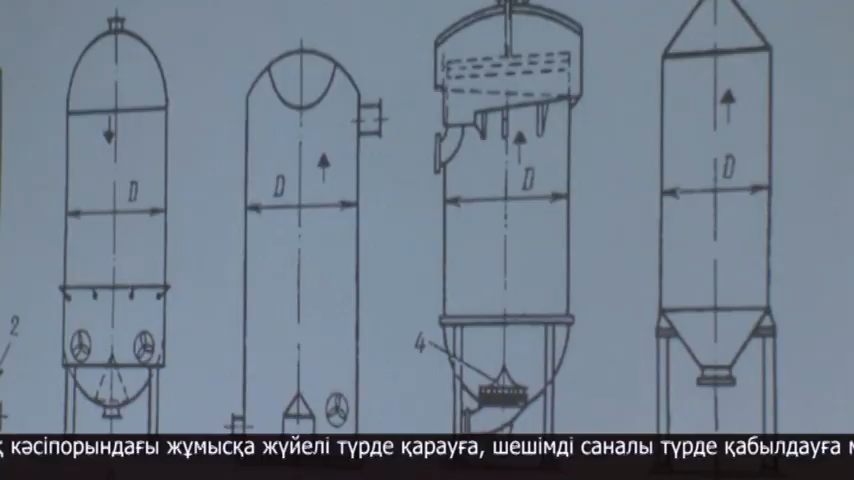 D
D
D
D
2
4
кәсіпорындағы жұмысқа жүйелі түрде қарауға, шешімді саналы түрде қабылдауға